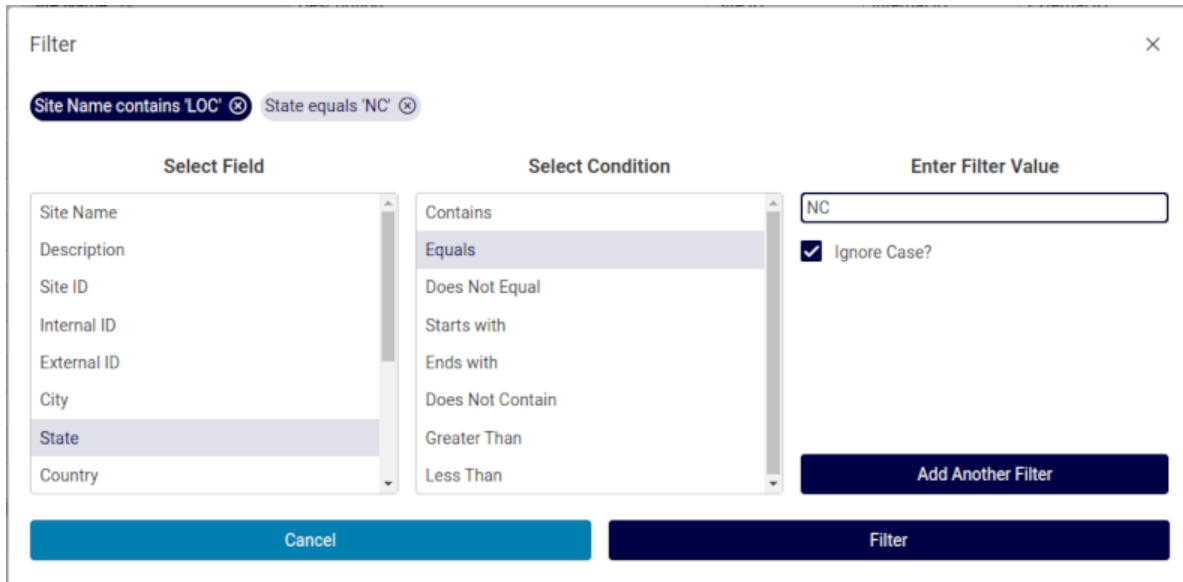 Filter
Site Name contains 'LOC'
State equals 'NC'
Select Field
Select Condition
Enter Filter Value
Site Name
Description
Site ID
Internal ID
External ID
City
State
Country
Contains
Equals
Does Not Equal
Starts with
Ends with
Does Not Contain
Greater Than
Less Than
NC
Ignore Case?
Add Another Filter
Cancel
Filter